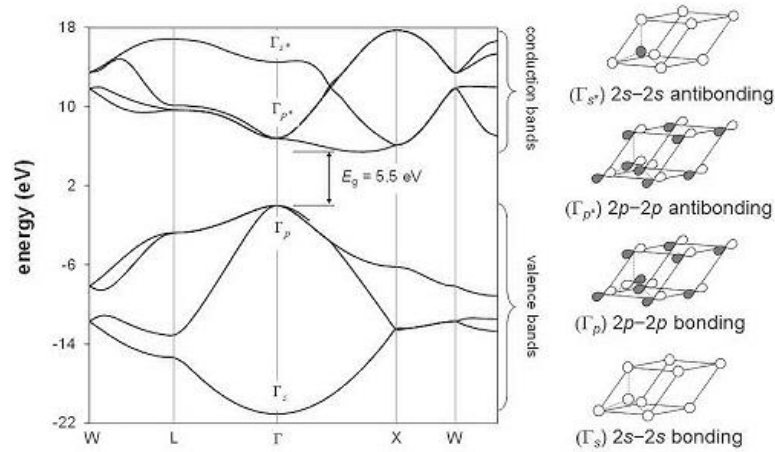 18
10
2
-6
-14
-22
energy (eV)
W
L
Γ
X
W
Γs*
Γp*
Eg = 5.5 eV
Γp
Γs
conduction bands
valence bands
(Γs*) 2s–2s antibonding
(Γp*) 2p–2p antibonding
(Γp) 2p–2p bonding
(Γs) 2s–2s bonding